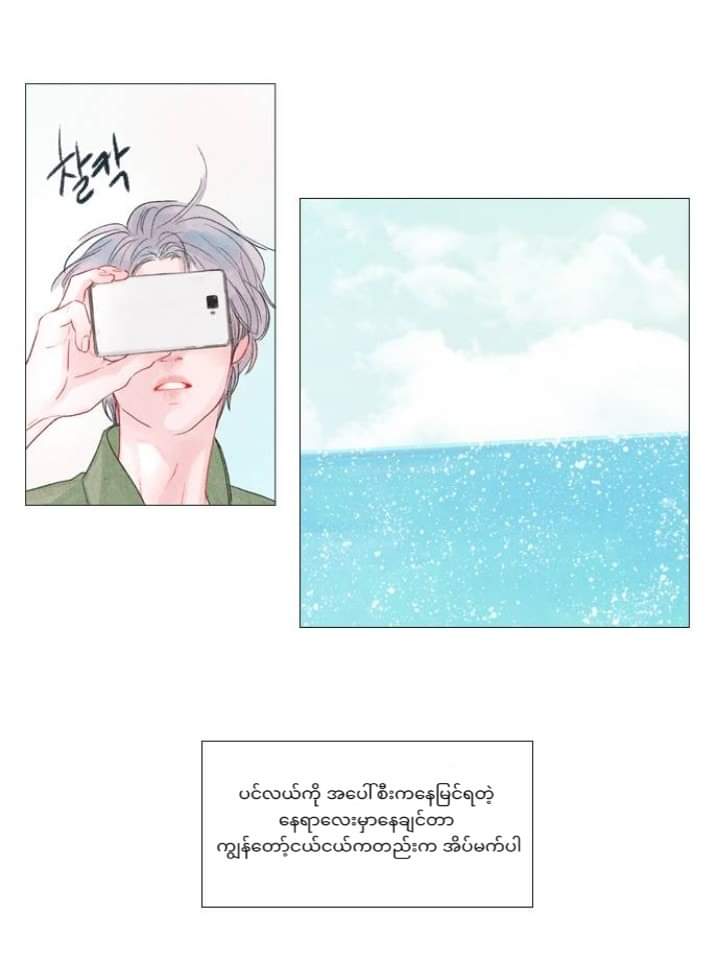 찰칵
ပင်လယ်ကို အပေါ်စီးကနေမြင်ရတဲ့
နေရာလေးမှာနေချင်တာ
ကျွန်တော့်ငယ်ငယ်ကတည်းက အိပ်မက်ပါ